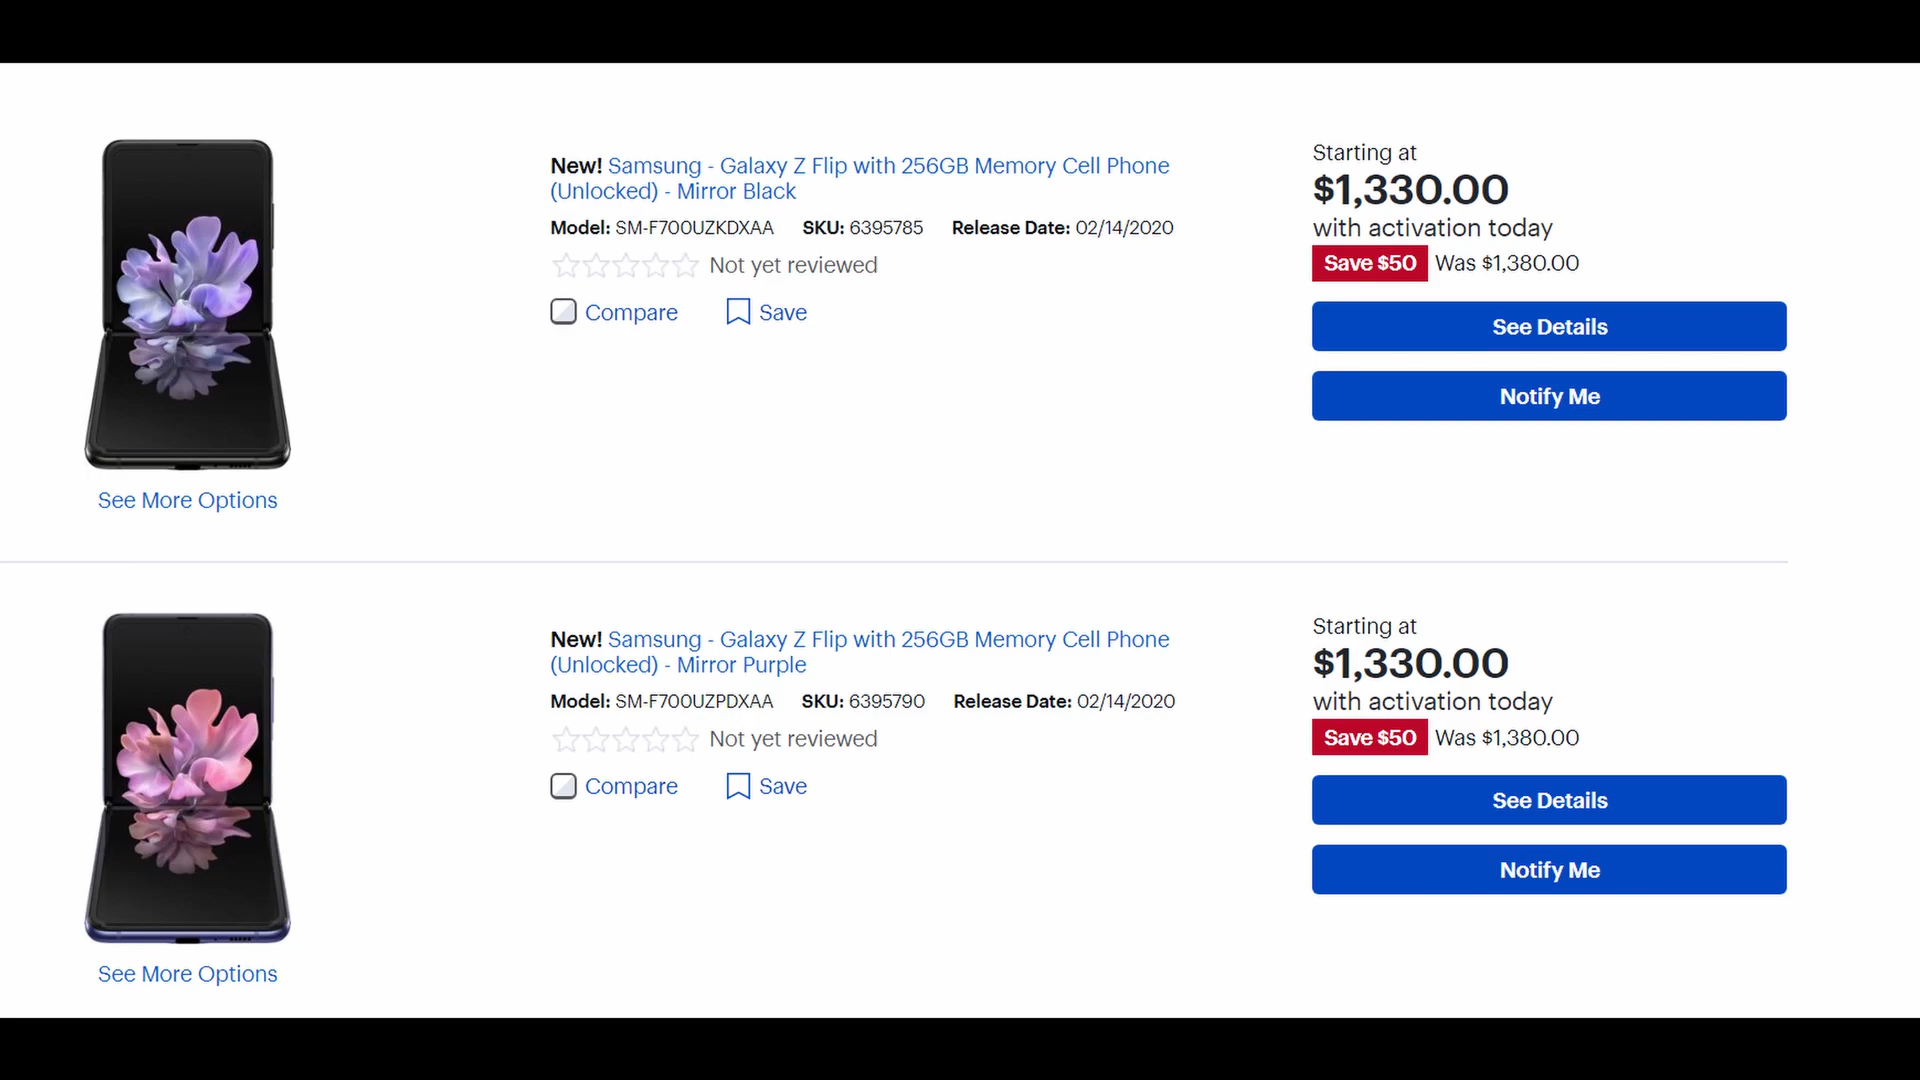 New! Samsung - Galaxy Z Flip with 256GB Memory Cell Phone
(Unlocked) - Mirror Black
Model: SM-F700UZKDXAA SKU: 6395785 Release Date: 02/14/2020
Not yet reviewed
Compare Save
See More Options
Starting at
$1,330.00
with activation today
Save $50 Was $1,380.00
See Details
Notify Me
New! Samsung - Galaxy Z Flip with 256GB Memory Cell Phone
(Unlocked) - Mirror Purple
Model: SM-F700UZPDXAA SKU: 6395790 Release Date: 02/14/2020
Not yet reviewed
Compare Save
See More Options
Starting at
$1,330.00
with activation today
Save $50 Was $1,380.00
See Details
Notify Me